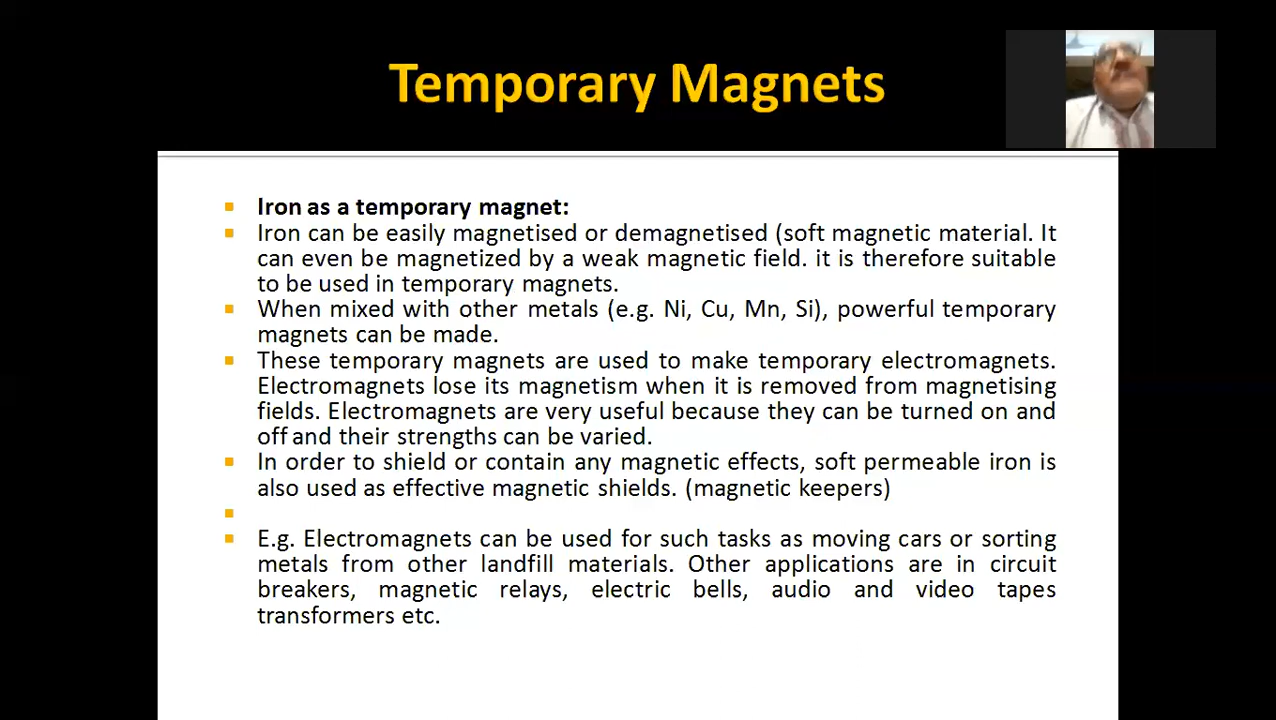 Temporary Magnets
Iron as a temporary magnet:
Iron can be easily magnetised or demagnetised (soft magnetic material. It
can even be magnetized by a weak magnetic field. it is therefore suitable
to be used in temporary magnets.
When mixed with other metals (e.g. Ni, Cu, Mn, Si), powerful temporary
magnets can be made.
These temporary magnets are used to make temporary electromagnets.
Electromagnets lose its magnetism when it is removed from magnetising
fields. Electromagnets are very useful because they can be turned on and
off and their strengths can be varied.
In order to shield or contain any magnetic effects, soft permeable iron is
also used as effective magnetic shields. (magnetic keepers)
E.g. Electromagnets can be used for such tasks as moving cars or sorting
metals from other landfill materials. Other applications are in circuit
breakers, magnetic relays, electric bells, audio and video tapes
transformers etc.